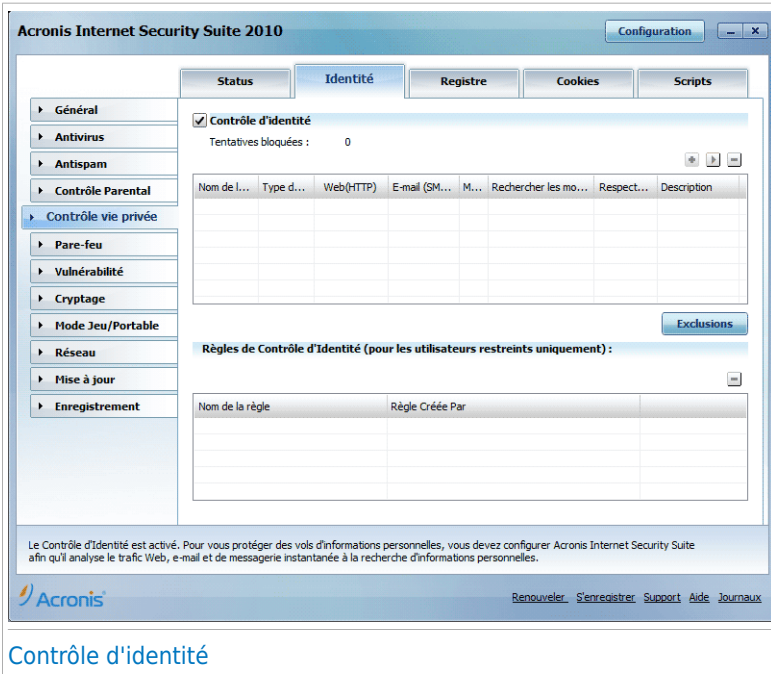 Acronis Internet Security Suite 2010
Configuration
Status
Identité
Registre
Cookies
Scripts
Général
Antivirus
Antispam
Contrôle Parental
Contrôle vie privée
Pare-feu
Vulnérabilité
Cryptage
Mode Jeu/Portable
Réseau
Mise à jour
Enregistrement
Contrôle d'identité
Tentatives bloquées : 0
Nom de l... Type d... Web(HTTP) E-mail (SM... M... Rechercher les mo... Respect... Description
Exclusions
Règles de Contrôle d'Identité (pour les utilisateurs restreints uniquement) :
Nom de la règle Règle Créée Par
Le Contrôle d'Identité est activé. Pour vous protéger des vols d'informations personnelles, vous devez configurer Acronis Internet Security Suite
afin qu'il analyse le trafic Web, e-mail et de messagerie instantanée à la recherche d'informations personnelles.
Acronis
Renouveler S'enregistrer Support Aide Journaux
Contrôle d'identité